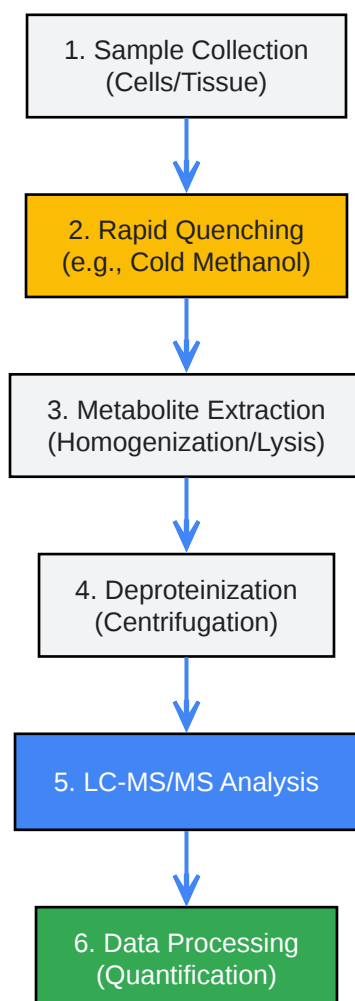 1. Sample Collection
(Cells/Tissue)
2. Rapid Quenching
(e.g., Cold Methanol)
3. Metabolite Extraction
(Homogenization/Lysis)
4. Deproteinization
(Centrifugation)
5. LC-MS/MS Analysis
6. Data Processing
(Quantification)